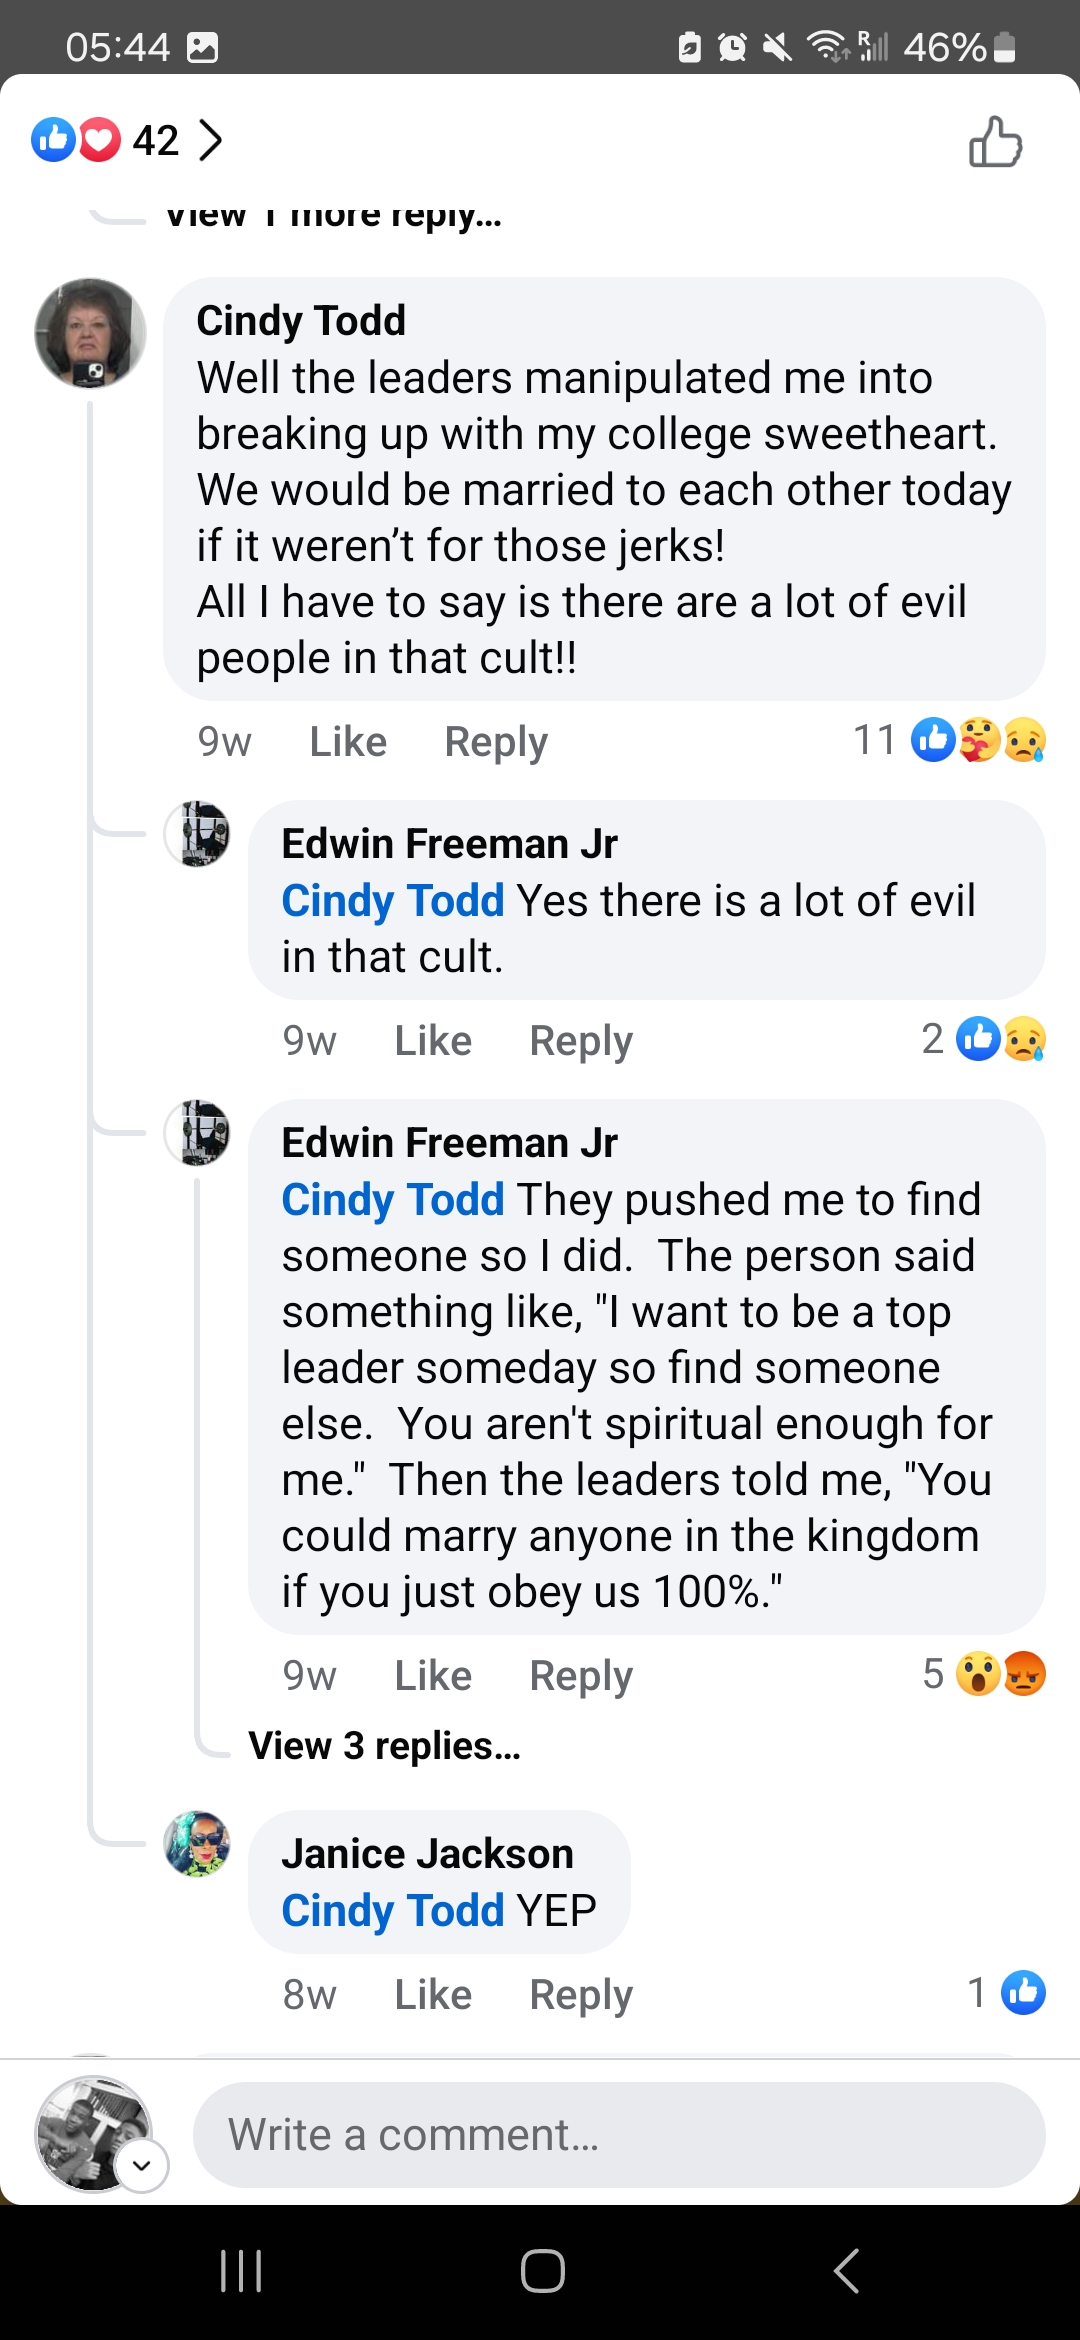 05:44
R
46%
42
View 1 more reply...
Cindy Todd
Well the leaders manipulated me into
breaking up with my college sweetheart.
We would be married to each other today
if it weren’t for those jerks!
All I have to say is there are a lot of evil
people in that cult!!
9w Like Reply 11
Edwin Freeman Jr
Cindy Todd Yes there is a lot of evil
in that cult.
9w Like Reply 2
Edwin Freeman Jr
Cindy Todd They pushed me to find
someone so I did.  The person said
something like, "I want to be a top
leader someday so find someone
else.  You aren't spiritual enough for
me."  Then the leaders told me, "You
could marry anyone in the kingdom
if you just obey us 100%."
9w Like Reply 5
View 3 replies...
Janice Jackson
Cindy Todd YEP
8w Like Reply 1
Write a comment...